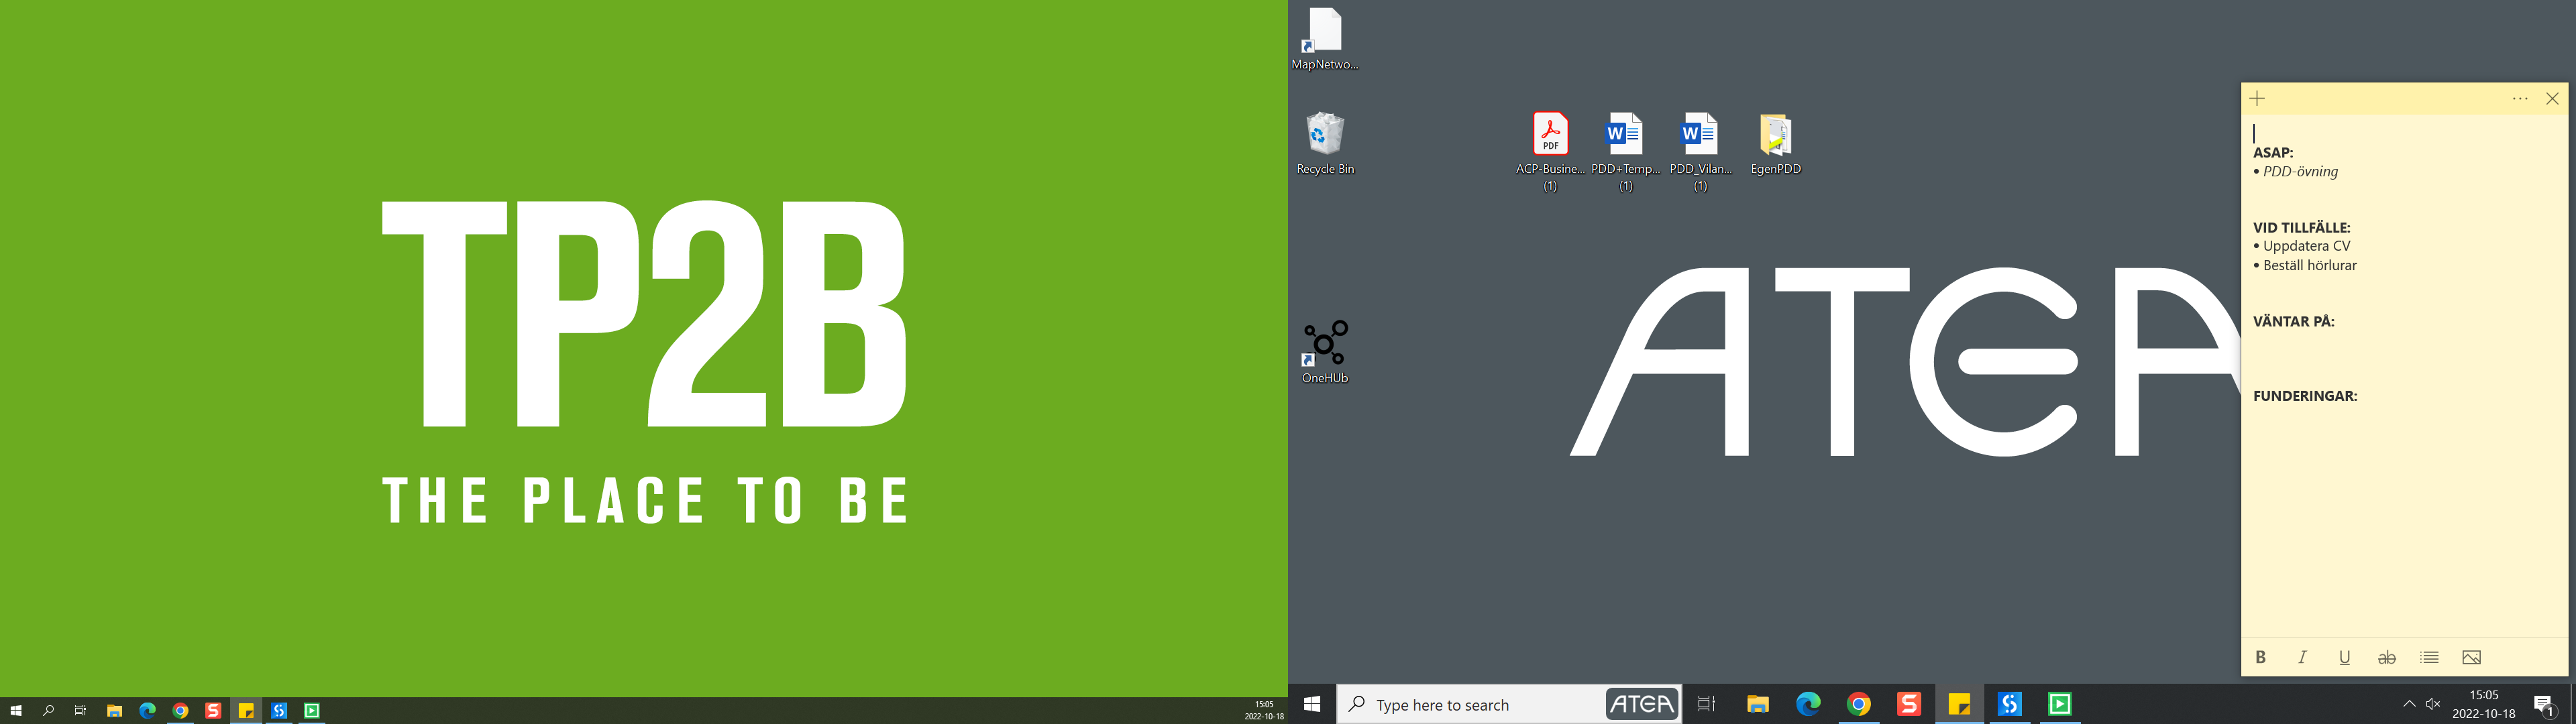 TP2B
THE PLACE TO BE
15:05
2022-10-18
MapNetwo...
Recycle Bin
PDF
ACP-Busine...
(1)
W
PDD+Temp...
(1)
W
PDD_Vilan...
(1)
EgenPDD
OneHUb
ATEA
ASAP:
• PDD-övning
VID TILLFÄLLE:
• Uppdatera CV
• Beställ hörlurar
VÄNTAR PÅ:
FUNDERINGAR:
B I U ab
Type here to search
ATEA
15:05
2022-10-18
1